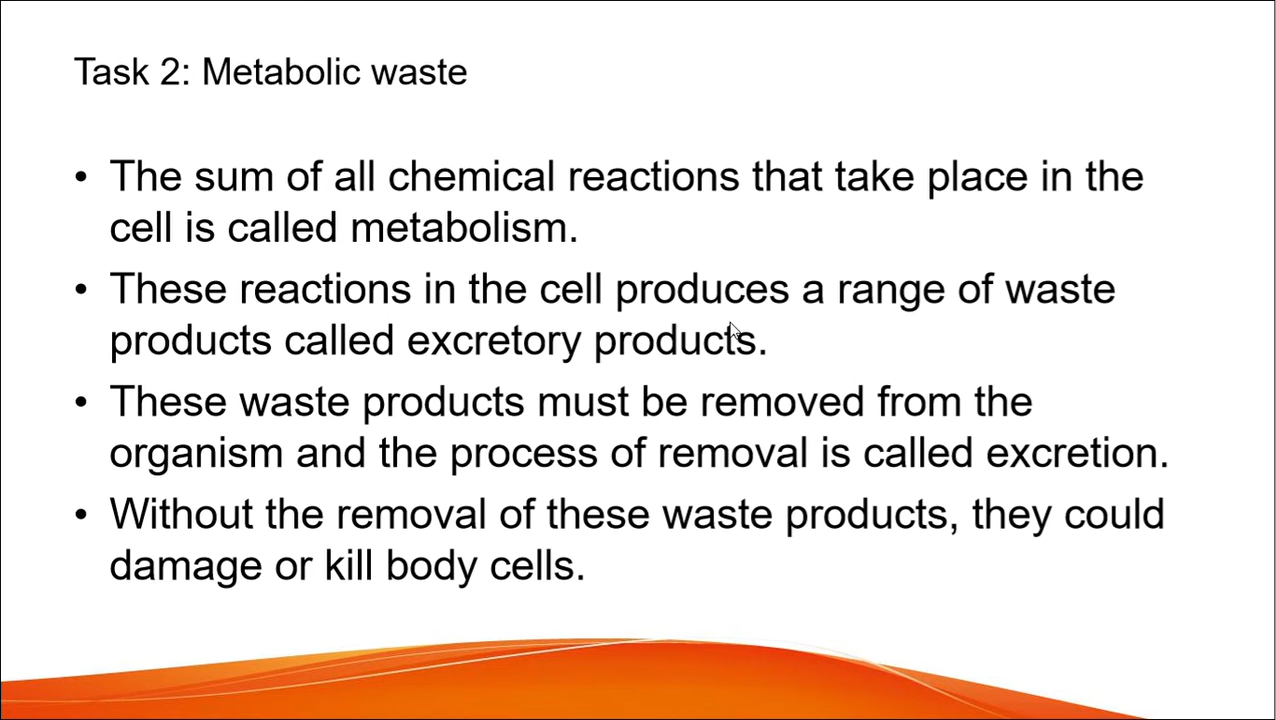 Task 2: Metabolic waste
• The sum of all chemical reactions that take place in the
cell is called metabolism.
• These reactions in the cell produces a range of waste
products called excretory products.
• These waste products must be removed from the
organism and the process of removal is called excretion.
• Without the removal of these waste products, they could
damage or kill body cells.